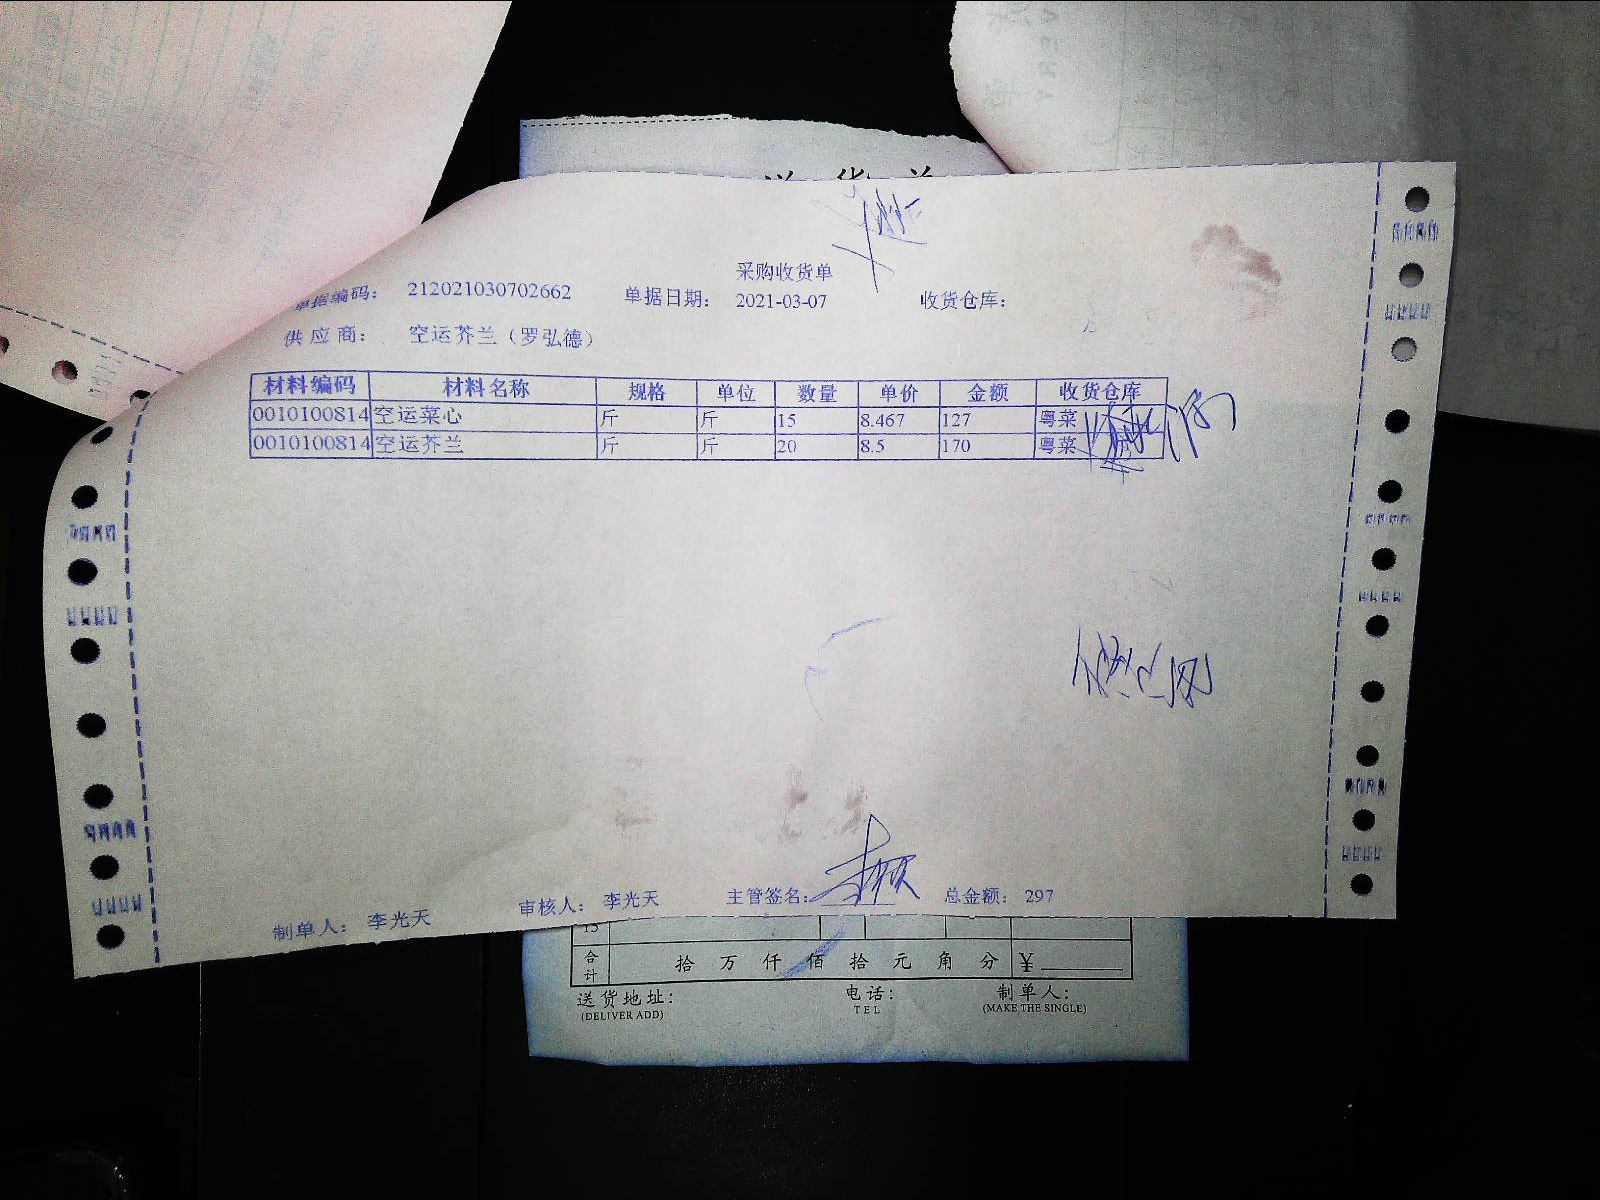 采购收货单
单据编码： 212021030702662 单据日期： 2021-03-07 收货仓库：
供应商： 空运芥兰（罗弘德）
材料编码 材料名称 规格 单位 数量 单价 金额 收货仓库
0010100814 空运菜心 斤 斤 15 8.467 127 粤菜
0010100814 空运芥兰 斤 斤 20 8.5 170 粤菜
制单人： 李光天 审核人： 李光天 主管签名： 总金额： 297
15
合计 拾 万 仟 佰 拾 元 角 分 ¥
送货地址： 电话： 制单人：
(DELIVER ADD) TEL (MAKE THE SINGLE)